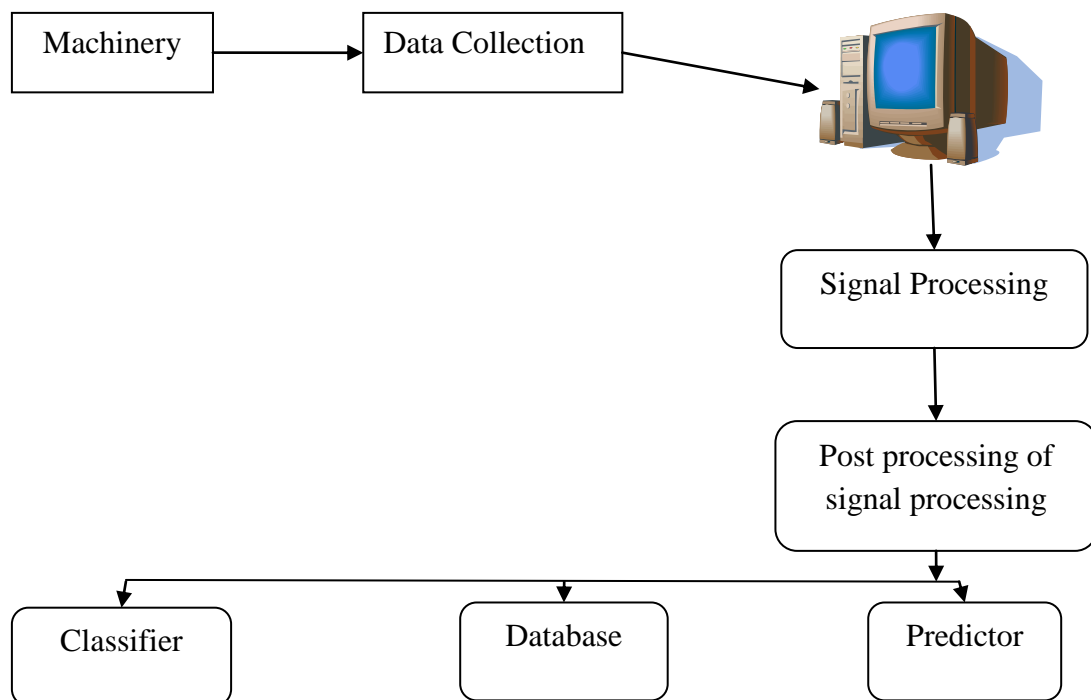 Machinery
Data Collection
Signal Processing
Post processing of
signal processing
Classifier
Database
Predictor